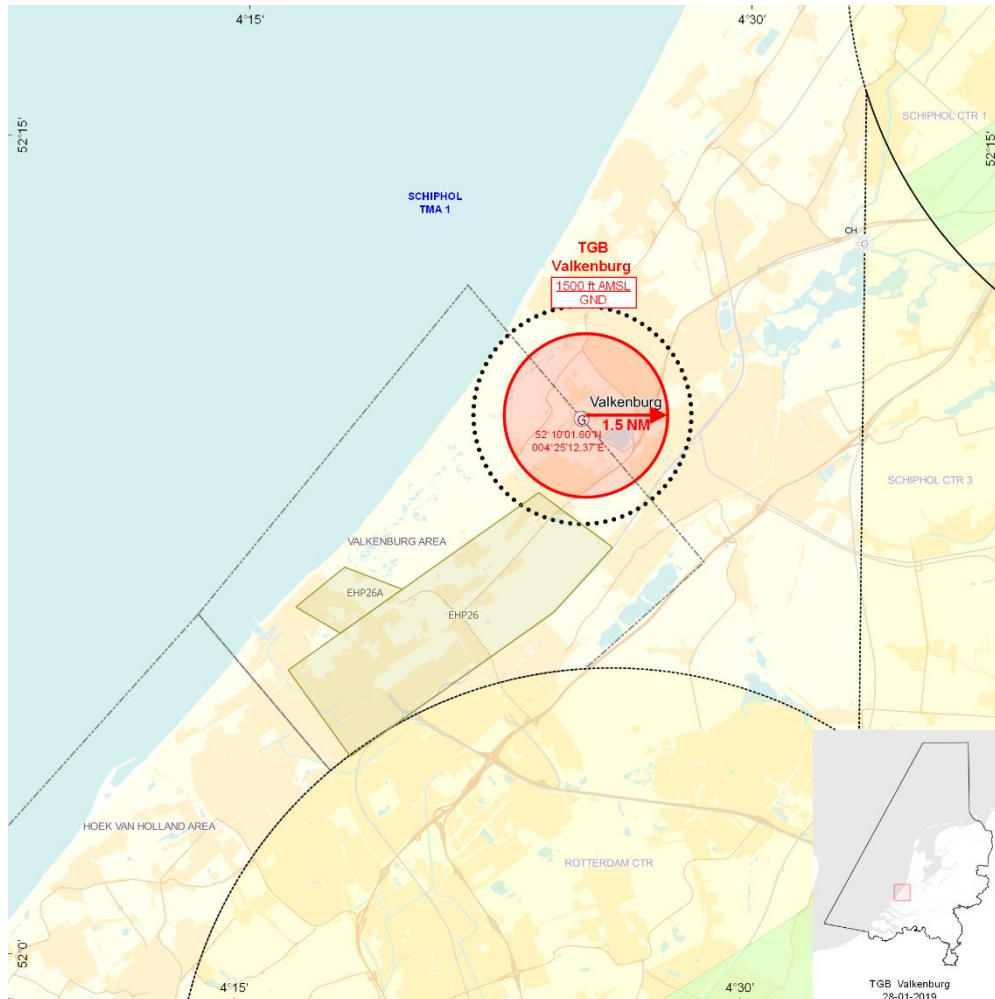 4°15'
4°30'
52°15'
52°15'
SCHIPHOL CTR 1
SCHIPHOL
TMA 1
CH
TGB
Valkenburg
1500 ft AMSL
GND
Valkenburg
G
1.5 NM
52° 10'01.60"N
004°25'12.37"E
SCHIPHOL CTR 3
VALKENBURG AREA
EHP26A
EHP26
HOEK VAN HOLLAND AREA
ROTTERDAM CTR
52°0'
4°15'
4°30'
TGB Valkenburg
28-01-2019